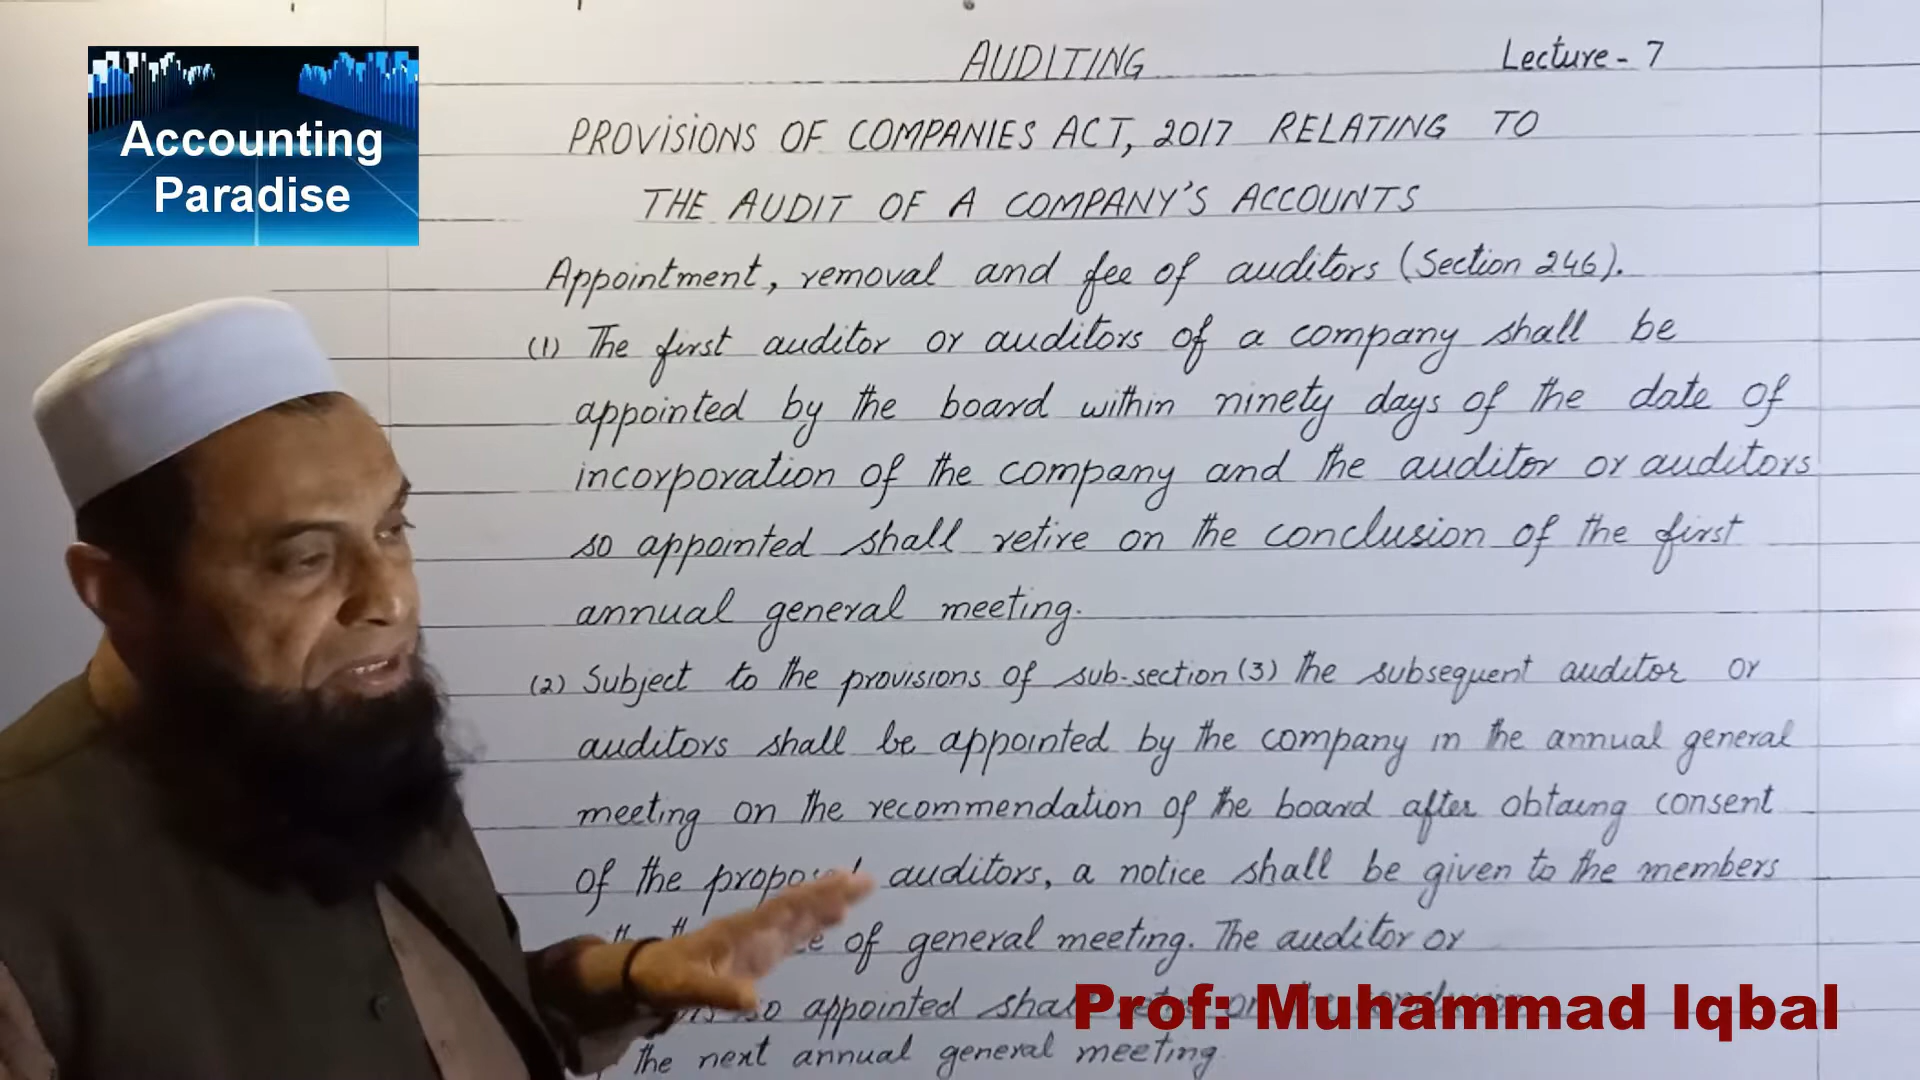 Accounting
Paradise
AUDITING
Lecture - 7
PROVISIONS OF COMPANIES ACT, 2017 RELATING TO
THE AUDIT OF A COMPANY'S ACCOUNTS
Appointment, removal and fee of auditors (Section 246).
(1) The first auditor or auditors of a company shall be
appointed by the board within ninety days of the date of
incorporation of the company and the auditor or auditors
so appointed shall retire on the conclusion of the first
annual general meeting.
(2) Subject to the provisions of sub-section (3) the subsequent auditor or
auditors shall be appointed by the company in the annual general
meeting on the recommendation of the board after obtaing consent
of the auditors, a notice shall be given to the members
of general meeting. The auditor or
so appointed
the next annual general meeting
Prof: Muhammad Iqbal